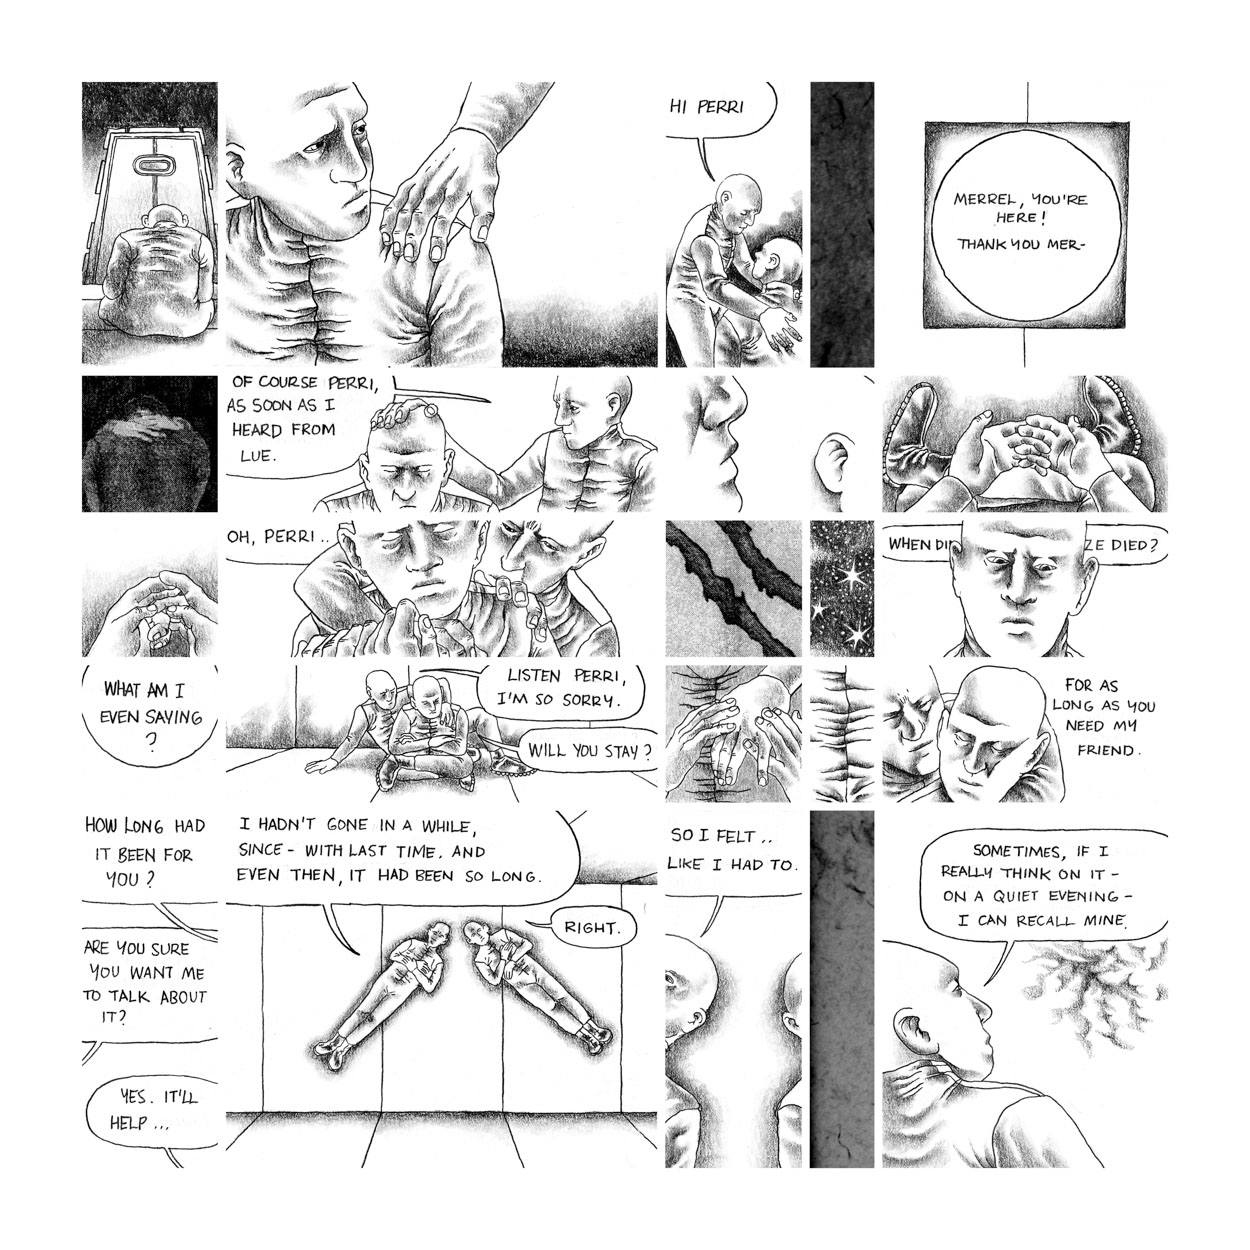 HI PERRI
MERREL, YOU'RE
HERE!
THANK YOU MER-
OF COURSE PERRI,
AS SOON AS I
HEARD FROM
LUE.
OH, PERRI..
WHEN DI
ZE DIED?
WHAT AM I
EVEN SAYING
?
LISTEN PERRI,
I'M SO SORRY.
WILL YOU STAY?
FOR AS
LONG AS YOU
NEED MY
FRIEND.
HOW LONG HAD
IT BEEN FOR
YOU?
ARE YOU SURE
YOU WANT ME
TO TALK ABOUT
IT?
YES. IT'LL
HELP...
I HADN'T GONE IN A WHILE,
SINCE - WITH LAST TIME. AND
EVEN THEN, IT HAD BEEN SO LONG.
RIGHT.
SO I FELT..
LIKE I HAD TO.
SOMETIMES, IF I
REALLY THINK ON IT -
ON A QUIET EVENING -
I CAN RECALL MINE.